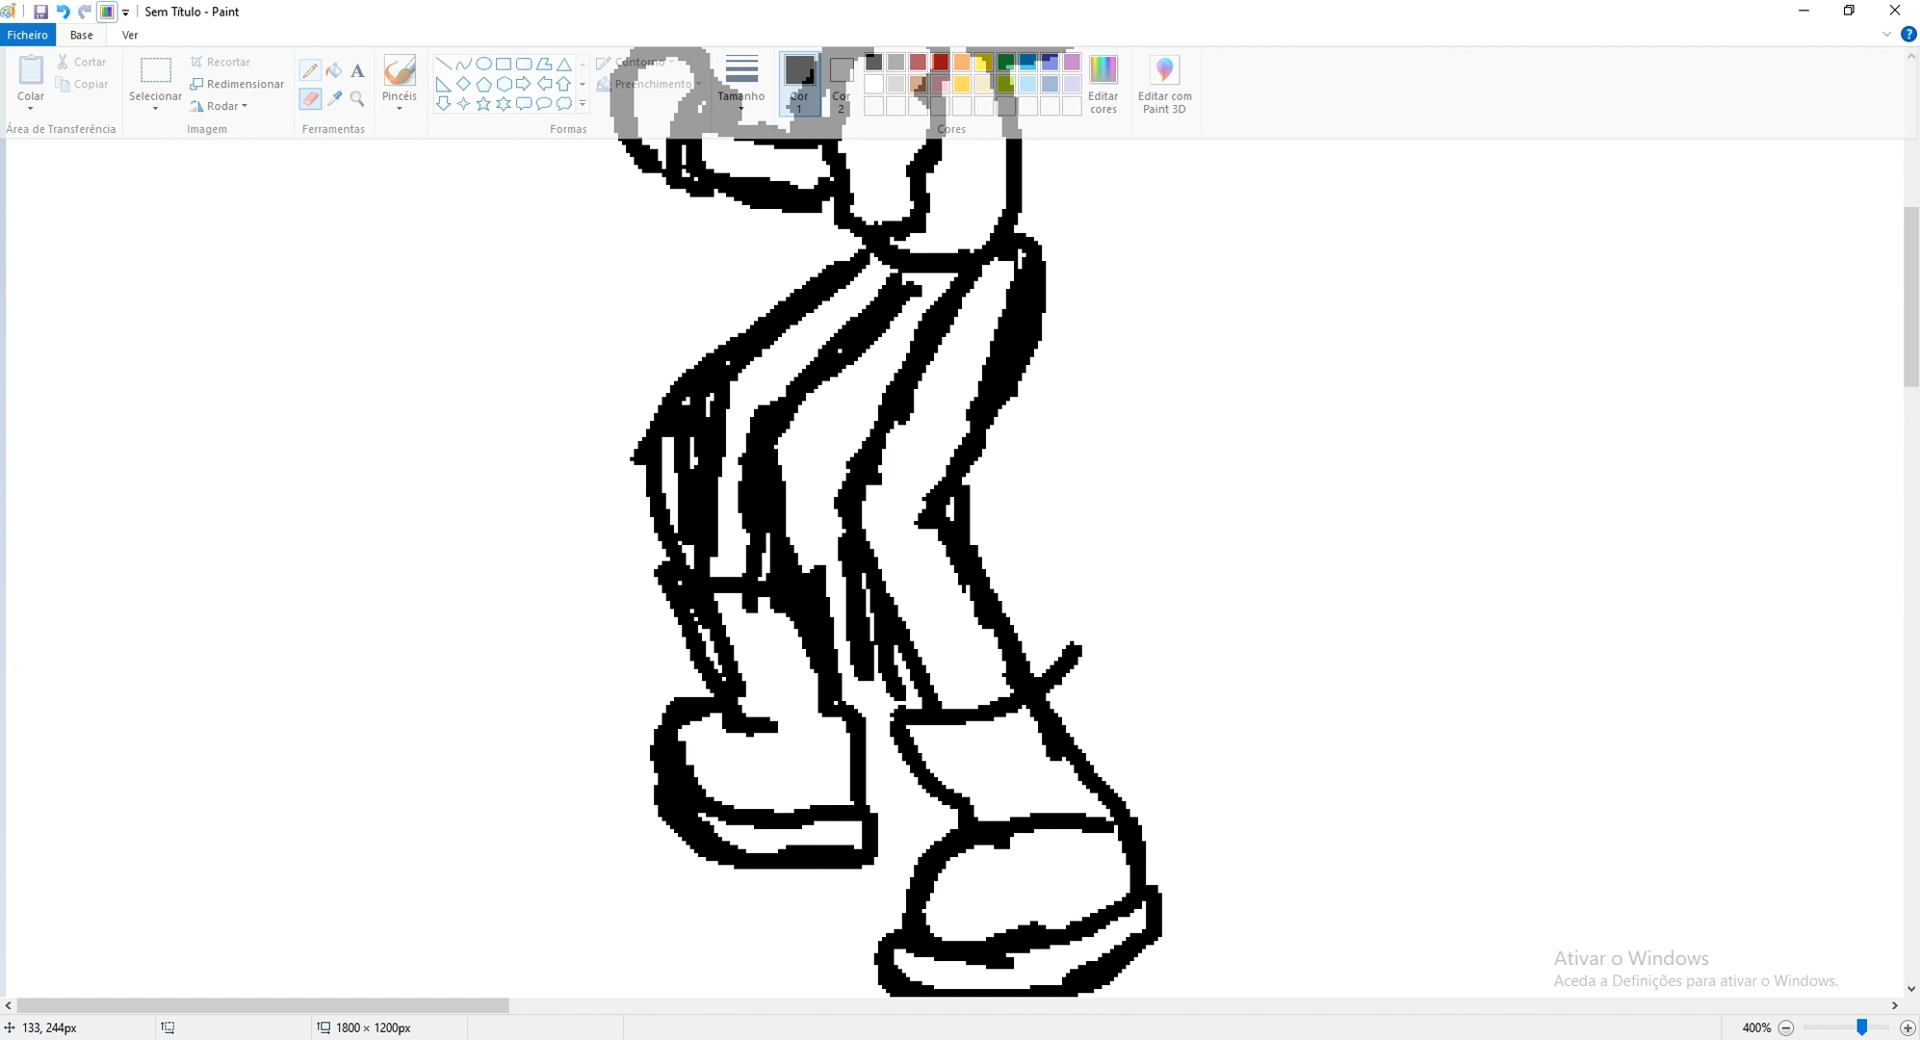 Sem Título - Paint
Ficheiro Base Ver
Colar
Cortar
Copiar
Área de Transferência
Selecionar
Recortar
Redimensionar
Rodar
Imagem
Ferramentas
Pincéis
Formas
Contorno
Preenchimento
Tamanho
Cor
1
Cor
2
Cores
Editar
cores
Editar com
Paint 3D
Ativar o Windows
Aceda a Definições para ativar o Windows.
133, 244px
1800 × 1200px
400%